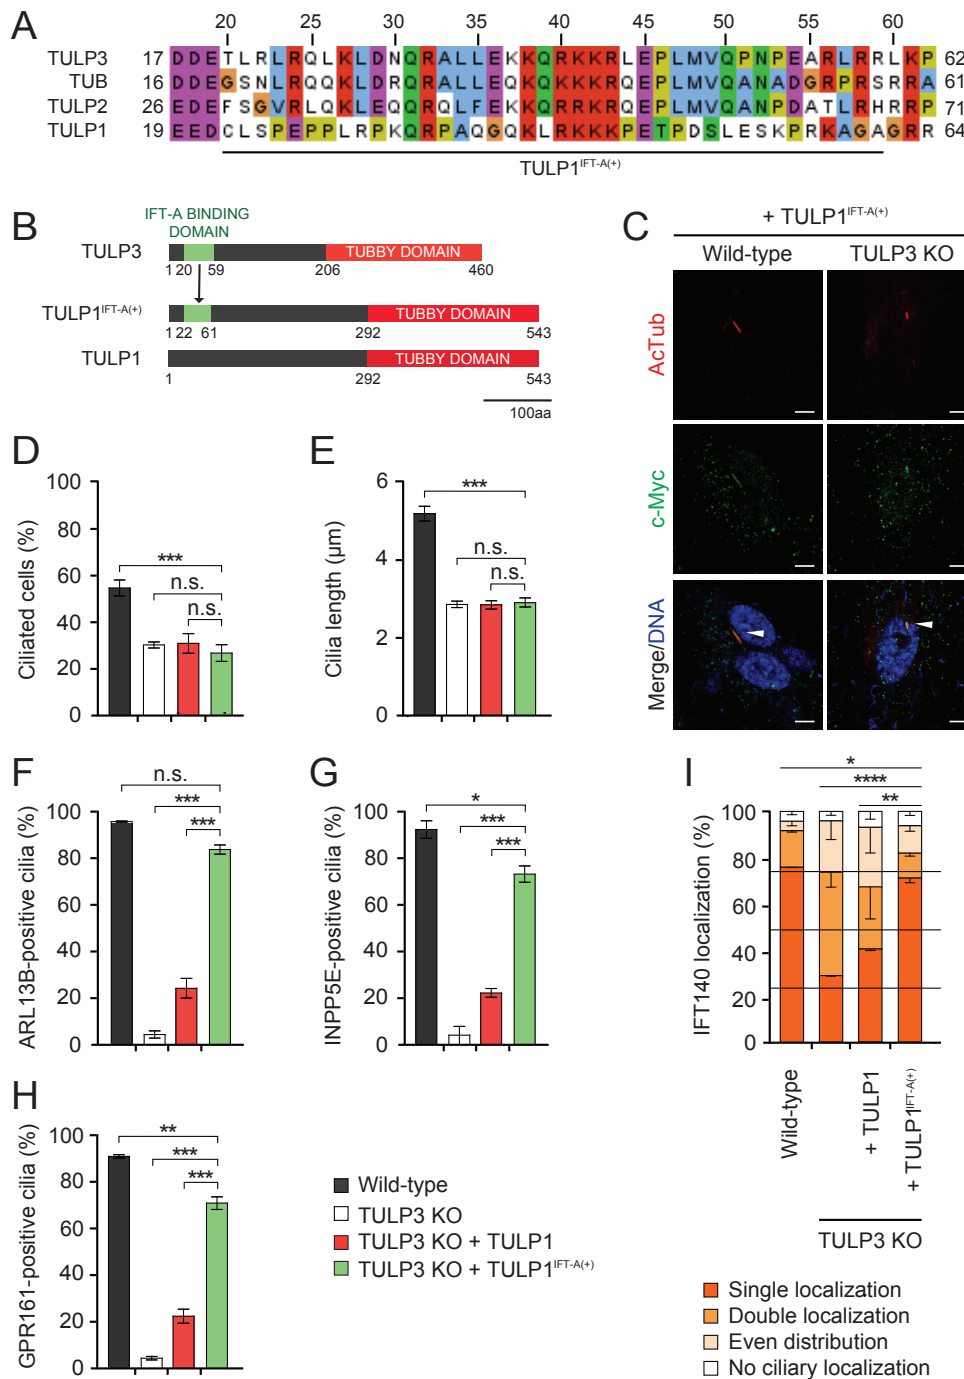 A
20 25 30 35 40 45 50 55 60
TULP3 17 D D E T L R L R Q L K L D N Q R A L L E K K Q R K K R L E P L M V Q P N P E A R L R R L K P 62
TUB 16 D D E G S N L R Q Q K L D N Q R A L L E K K Q R K K R Q E P L M V Q A N A D G R P R S R R A 61
TULP2 26 E D E F S G V R L Q K L E Q Q R Q L F E K K Q R R K R Q E P L M V Q A N P D A T L R H R R P 71
TULP1 19 E E D C L S P E P P L R P K Q R P A Q G Q K L R K K K P E T P D S L E S K P R K A G A G R R 64
TULP1IFT-A(+)
B
IFT-A BINDING
DOMAIN
TULP3 TUBBY DOMAIN
1 20 59 206 460
TULP1IFT-A(+) TUBBY DOMAIN
1 22 61 292 543
TULP1 TUBBY DOMAIN
1 292 543
100aa
C
+ TULP1IFT-A(+)
Wild-type TULP3 KO
AcTub
c-Myc
Merge/DNA
D
Ciliated cells (%)
100
80
60
40
20
0
***
n.s.
n.s.
E
Cilia length (µm)
6
4
2
0
***
n.s.
n.s.
F
ARL13B-positive cilia (%)
100
80
60
40
20
0
n.s.
***
***
G
INPP5E-positive cilia (%)
100
80
60
40
20
0
*
***
***
H
GPR161-positive cilia (%)
100
80
60
40
20
0
**
***
***
Wild-type
TULP3 KO
TULP3 KO + TULP1
TULP3 KO + TULP1IFT-A(+)
I
IFT140 localization (%)
100
80
60
40
20
0
*
****
**
Wild-type
+ TULP1
+ TULP1IFT-A(+)
TULP3 KO
Single localization
Double localization
Even distribution
No ciliary localization